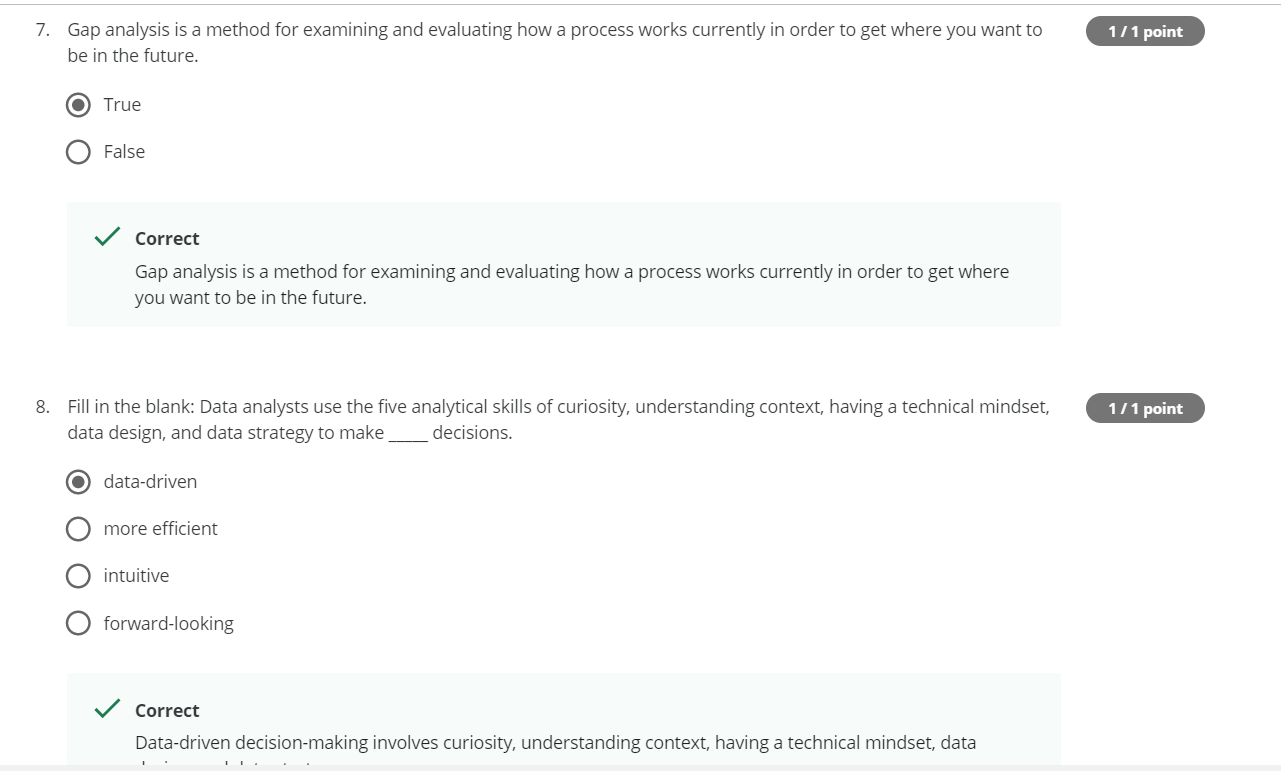 7. Gap analysis is a method for examining and evaluating how a process works currently in order to get where you want to
be in the future.
1 / 1 point
True
False
Correct
Gap analysis is a method for examining and evaluating how a process works currently in order to get where
you want to be in the future.
8. Fill in the blank: Data analysts use the five analytical skills of curiosity, understanding context, having a technical mindset,
data design, and data strategy to make _____ decisions.
1 / 1 point
data-driven
more efficient
intuitive
forward-looking
Correct
Data-driven decision-making involves curiosity, understanding context, having a technical mindset, data